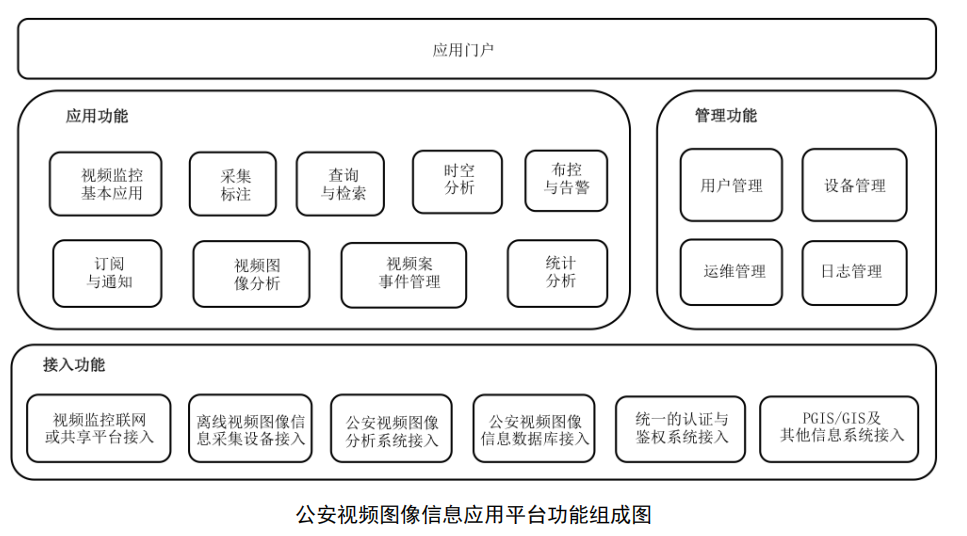 应用门户
应用功能
视频监控
基本应用
采集
标注
查询
与检索
时空
分析
布控
与告警
订阅
与通知
视频图
像分析
视频案
事件管理
统计
分析
管理功能
用户管理
设备管理
运维管理
日志管理
接入功能
视频监控联网
或共享平台接入
离线视频图像信
息采集设备接入
公安视频图像
分析系统接入
公安视频图像
信息数据库接入
统一的认证与
鉴权系统接入
PGIS/GIS及
其他信息系统接入
公安视频图像信息应用平台功能组成图